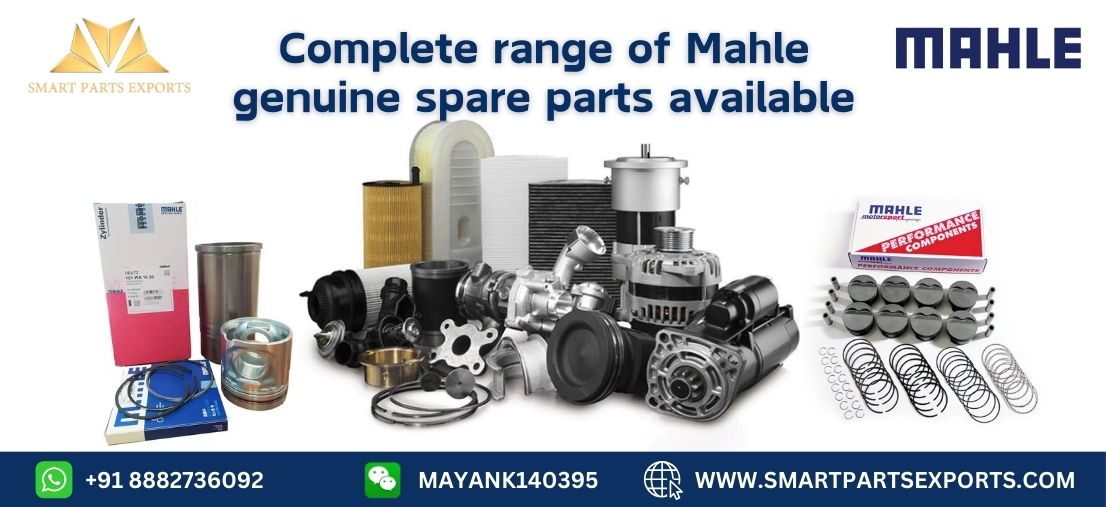 SMART PARTS EXPORTS
Complete range of Mahle
genuine spare parts available
MAHLE
Zylinder
MAHLE
DEUTZ
MAHLE
MAHLE
motorsport
PERFORMANCE
COMPONENTS
MAHLE
PERFORMANCE COMPONENTS
+91 8882736092
MAYANK140395
WWW.SMARTPARTSEXPORTS.COM